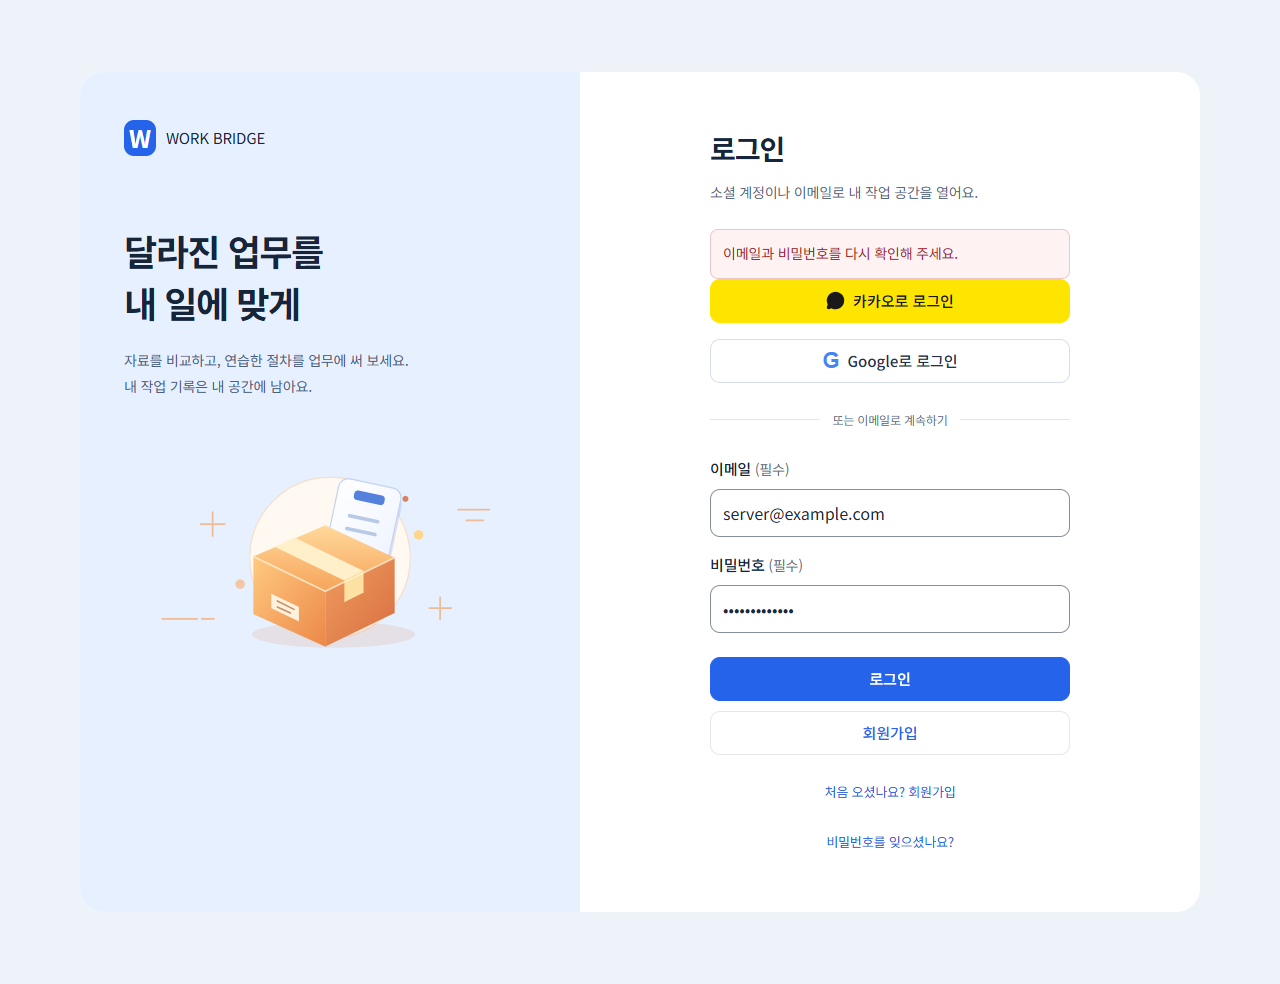 W WORK BRIDGE
달라진 업무를
내 일에 맞게
자료를 비교하고, 연습한 절차를 업무에 써 보세요.
내 작업 기록은 내 공간에 남아요.
로그인
소셜 계정이나 이메일로 내 작업 공간을 열어요.
이메일과 비밀번호를 다시 확인해 주세요.
카카오로 로그인
G Google로 로그인
또는 이메일로 계속하기
이메일 (필수)
server@example.com
비밀번호 (필수)
•••••••••••••
로그인
회원가입
처음 오셨나요? 회원가입
비밀번호를 잊으셨나요?